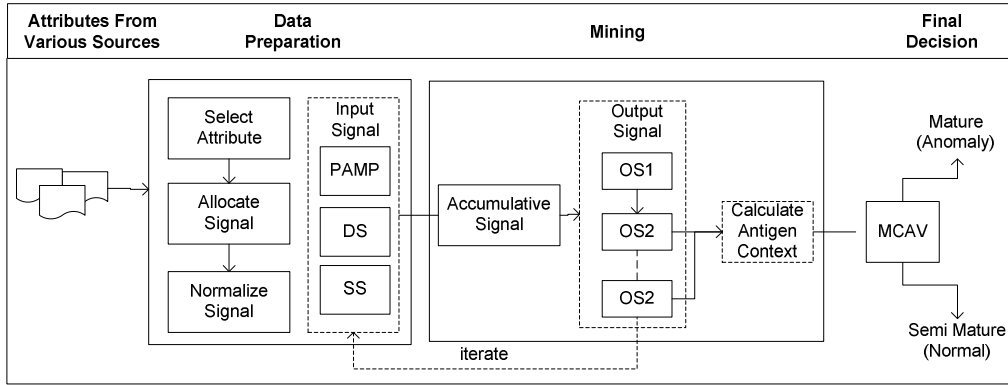 Attributes From
Various Sources
Data
Preparation
Mining
Final
Decision
Select
Attribute
Allocate
Signal
Normalize
Signal
Input
Signal
PAMP
DS
SS
Accumulative
Signal
Output
Signal
OS1
OS2
OS2
Calculate
Antigen
Context
MCAV
Mature
(Anomaly)
Semi Mature
(Normal)
iterate